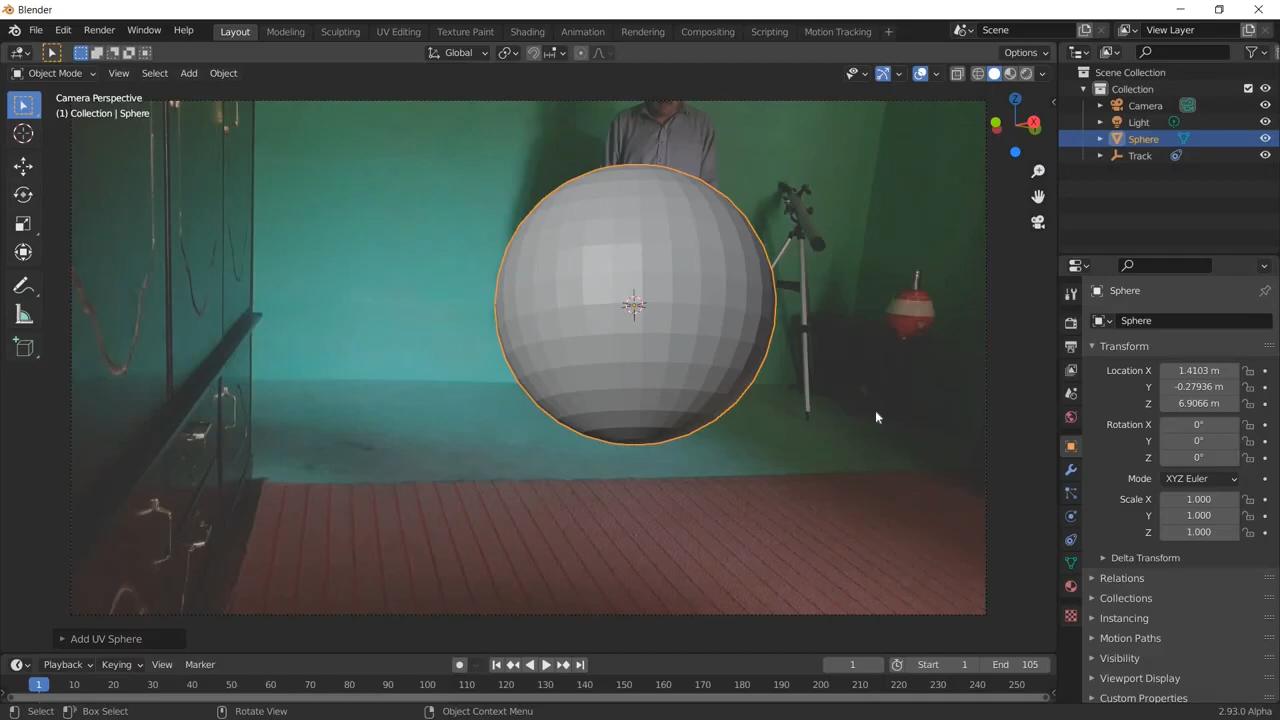 Blender
File Edit Render Window Help
Layout Modeling Sculpting UV Editing Texture Paint Shading Animation Rendering Compositing Scripting Motion Tracking +
Scene
View Layer
Global
Options
Object Mode View Select Add Object
Camera Perspective
(1) Collection | Sphere
Z
X
Scene Collection
Collection
Camera
Light
Sphere
Track
Sphere
Sphere
Transform
Location X 1.4103 m
Y -0.27936 m
Z 6.9066 m
Rotation X 0°
Y 0°
Z 0°
Mode XYZ Euler
Scale X 1.000
Y 1.000
Z 1.000
Delta Transform
Relations
Collections
Instancing
Motion Paths
Visibility
Viewport Display
Custom Properties
Add UV Sphere
Playback Keying View Marker
1 Start 1 End 105
1 10 20 30 40 50 60 70 80 90 100 110 120 130 140 150 160 170 180 190 200 210 220 230 240 250
Select Box Select Rotate View Object Context Menu 2.93.0 Alpha